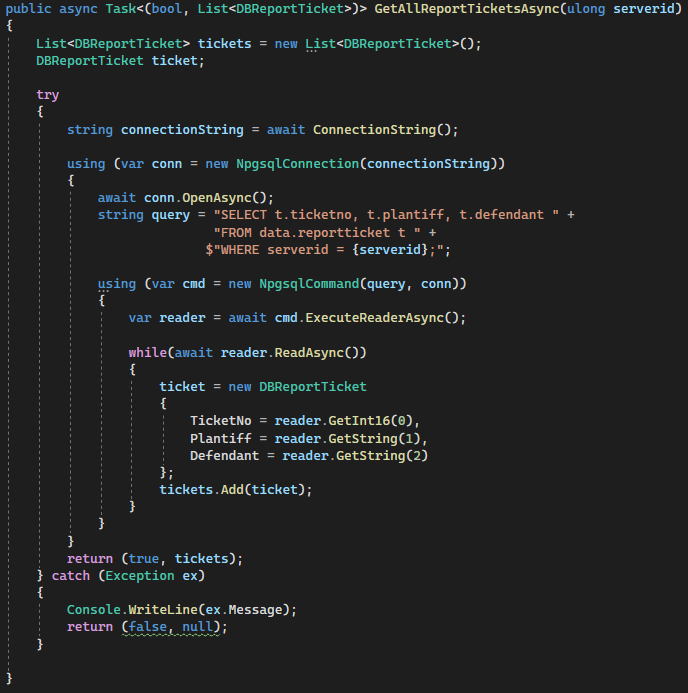 public async Task<(bool, List<DBReportTicket>)> GetAllReportTicketsAsync(ulong serverid)
{
    List<DBReportTicket> tickets = new List<DBReportTicket>();
    DBReportTicket ticket;

    try
    {
        string connectionString = await ConnectionString();

        using (var conn = new NpgsqlConnection(connectionString))
        {
            await conn.OpenAsync();
            string query = "SELECT t.ticketno, t.plantiff, t.defendant " +
                           "FROM data.reportticket t " +
                          $"WHERE serverid = {serverid};";

            using (var cmd = new NpgsqlCommand(query, conn))
            {
                var reader = await cmd.ExecuteReaderAsync();

                while(await reader.ReadAsync())
                {
                    ticket = new DBReportTicket
                    {
                        TicketNo = reader.GetInt16(0),
                        Plantiff = reader.GetString(1),
                        Defendant = reader.GetString(2)
                    };
                    tickets.Add(ticket);
                }
            }
        }
        return (true, tickets);
    } catch (Exception ex)
    {
        Console.WriteLine(ex.Message);
        return (false, null);
    }

}